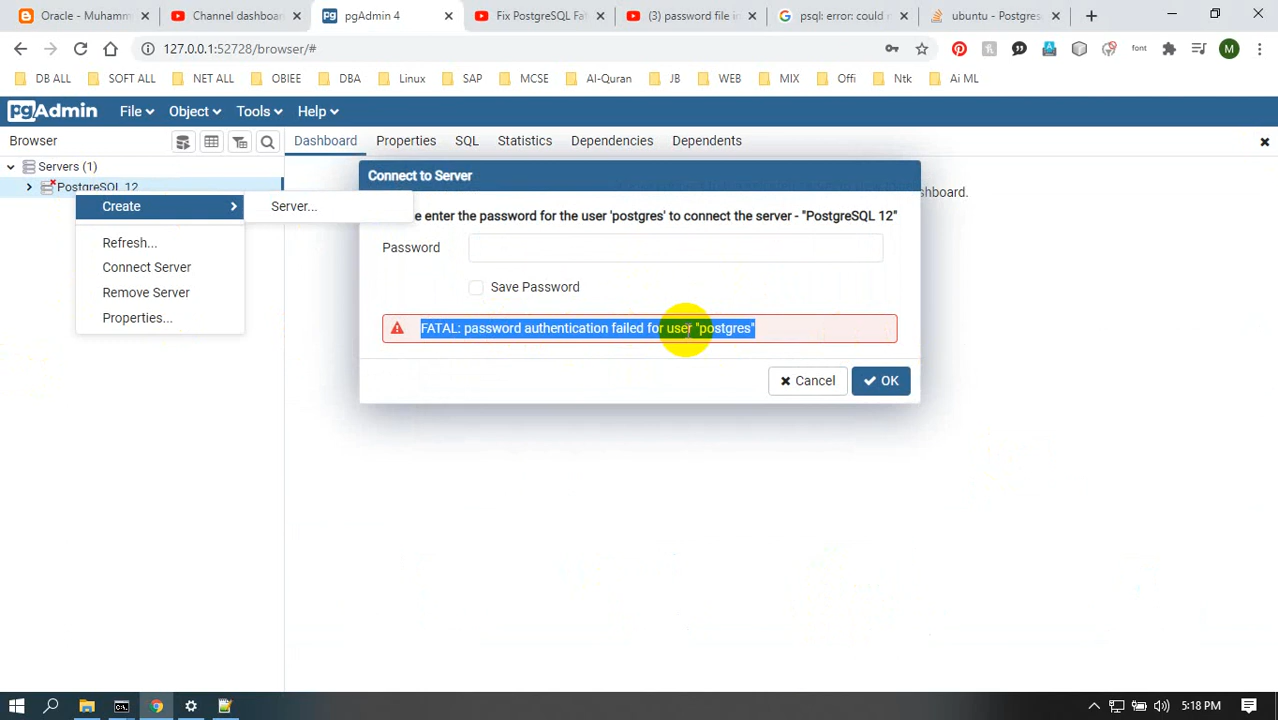 Oracle - Muhamm
Channel dashboar
pgAdmin 4
Fix PostgreSQL Fa
(3) password file in
psql: error: could n
ubuntu - Postgres
127.0.0.1:52728/browser/#
font
M
DB ALL
SOFT ALL
NET ALL
OBIEE
DBA
Linux
SAP
MCSE
Al-Quran
JB
WEB
MIX
Offi
Ntk
Ai ML
pgAdmin
File
Object
Tools
Help
Browser
Dashboard
Properties
SQL
Statistics
Dependencies
Dependents
Servers (1)
PostgreSQL 12
Connect to Server
hboard.
Create
Server...
e enter the password for the user 'postgres' to connect the server - "PostgreSQL 12"
Refresh...
Connect Server
Remove Server
Properties...
Password
Save Password
FATAL: password authentication failed for user "postgres"
Cancel
OK
5:18 PM